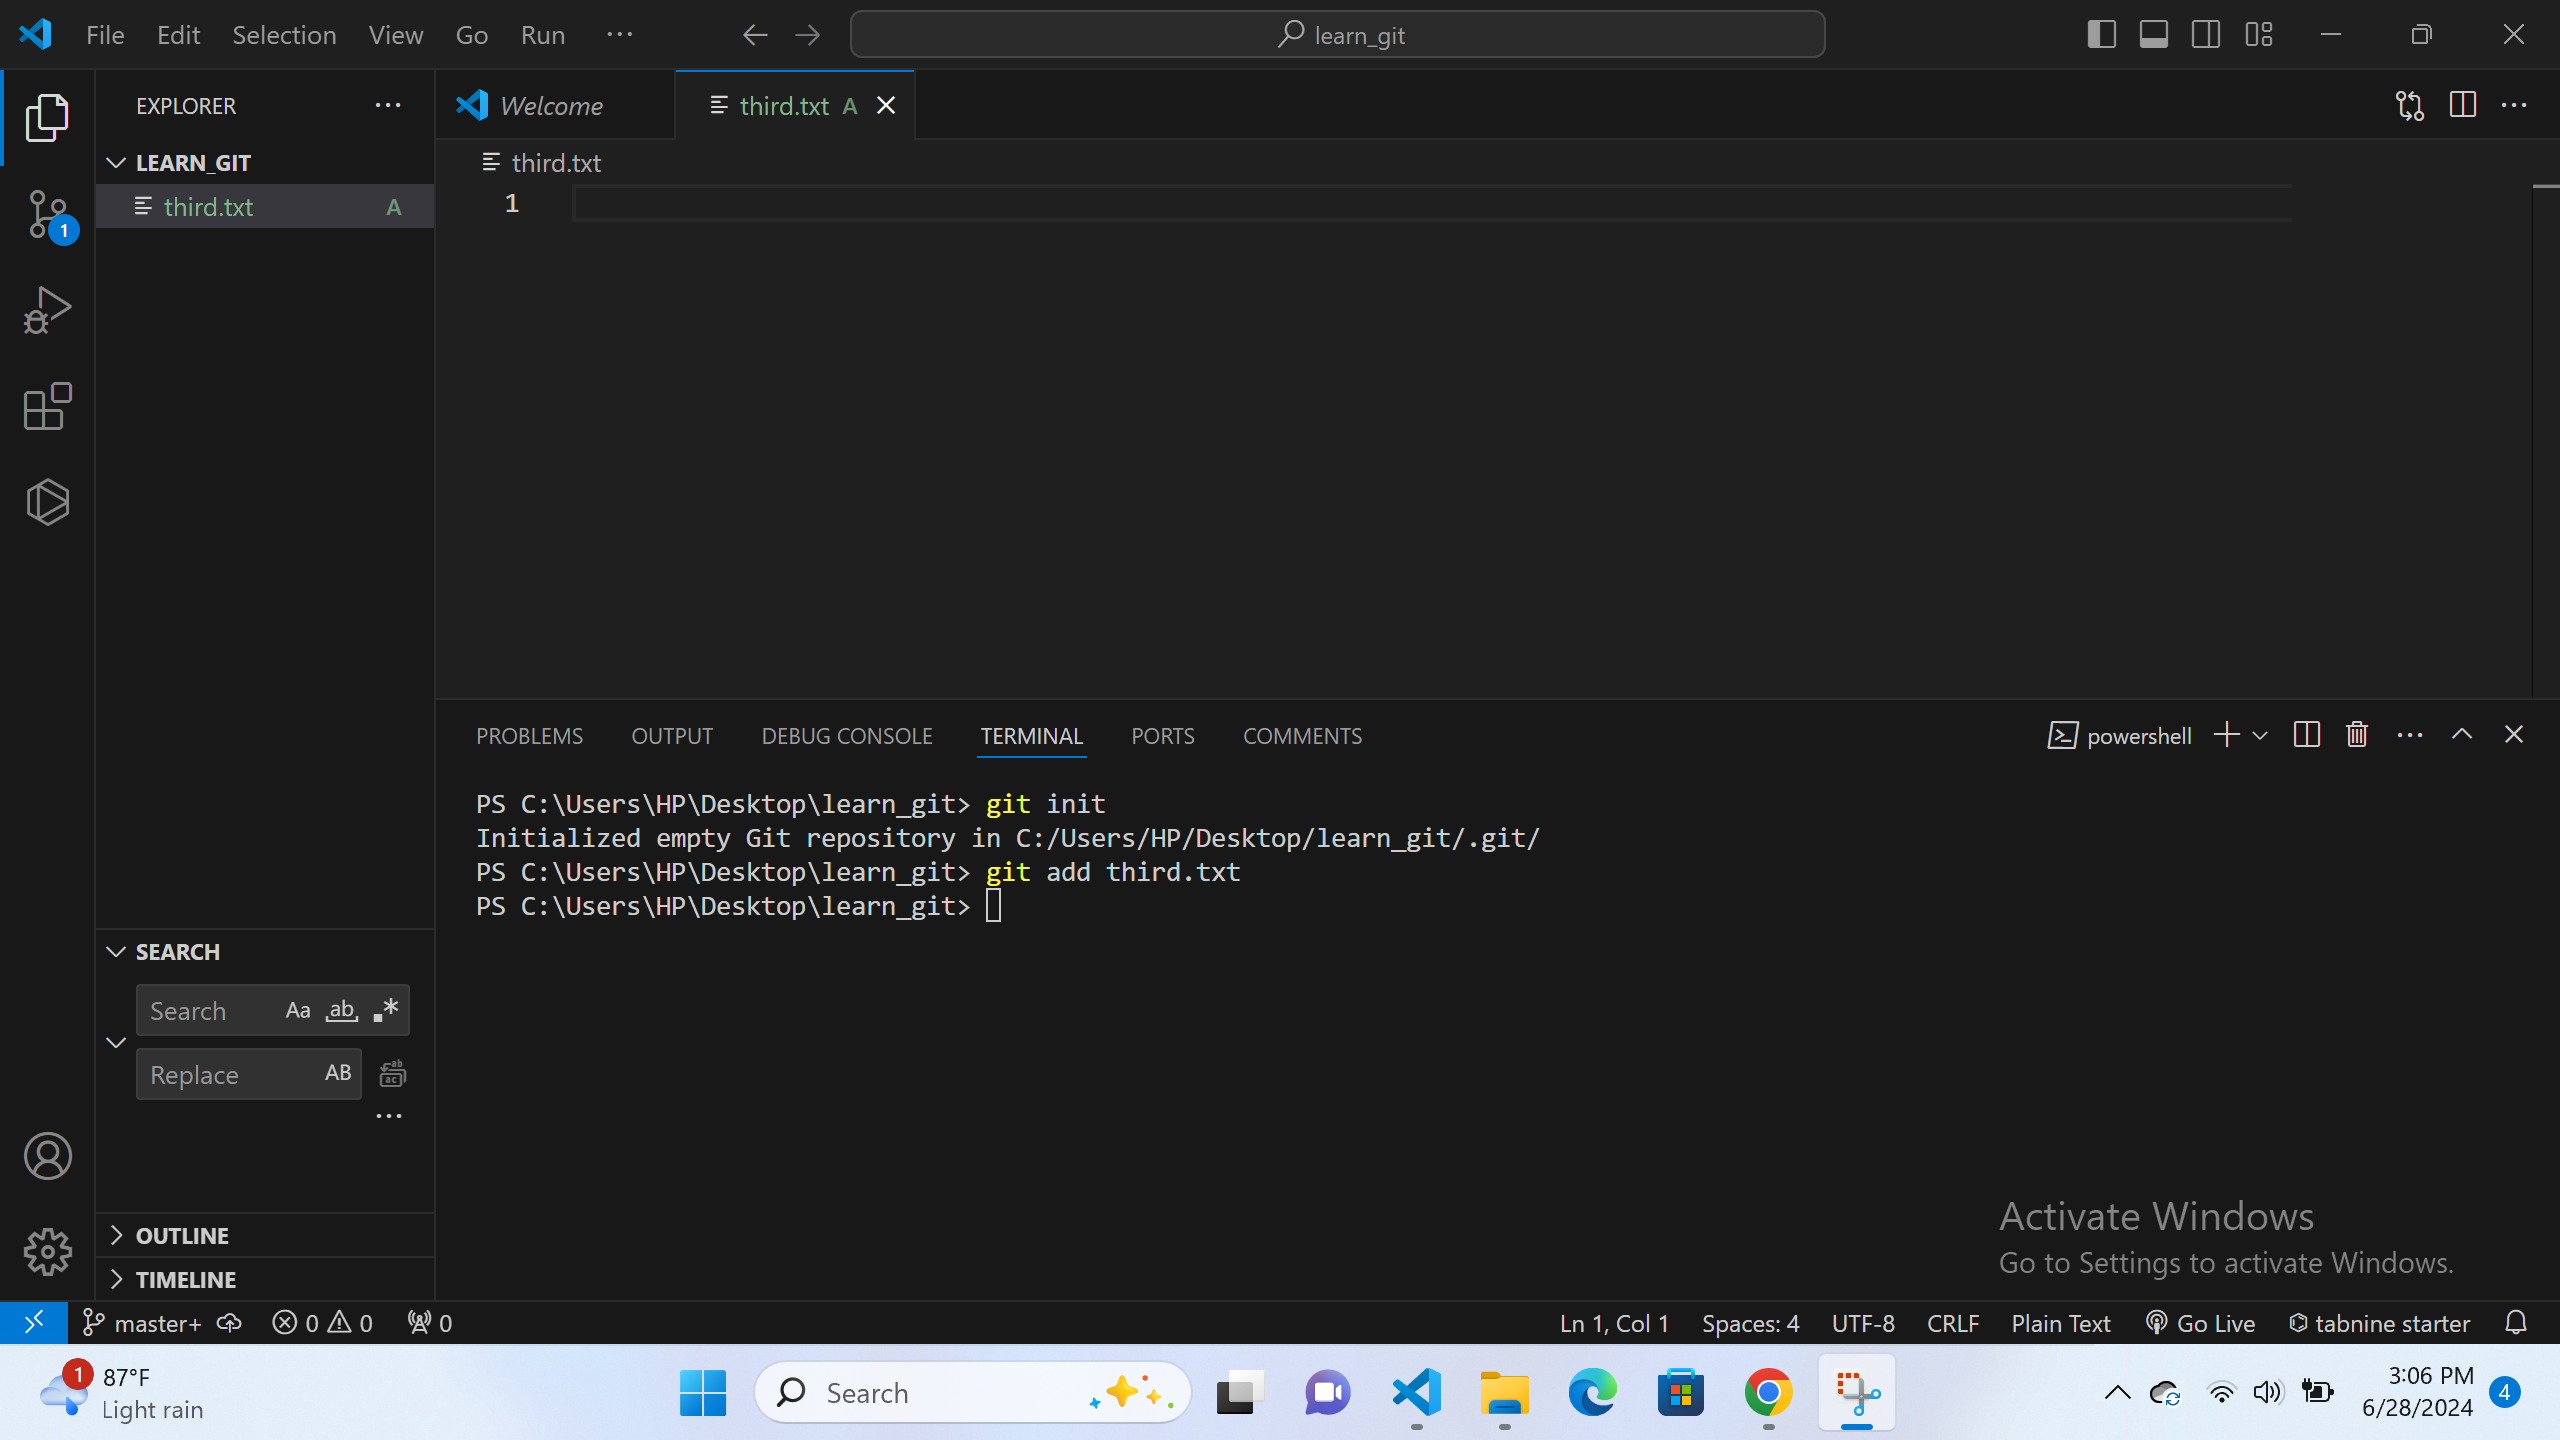 File Edit Selection View Go Run ··· learn_git
EXPLORER ···
Welcome
third.txt A
LEARN_GIT
third.txt
third.txt A
1
1
PROBLEMS OUTPUT DEBUG CONSOLE TERMINAL PORTS COMMENTS
powershell
PS C:\Users\HP\Desktop\learn_git> git init
Initialized empty Git repository in C:/Users/HP/Desktop/learn_git/.git/
PS C:\Users\HP\Desktop\learn_git> git add third.txt
PS C:\Users\HP\Desktop\learn_git>
SEARCH
Search Aa ab .*
Replace AB
ab ac
OUTLINE
TIMELINE
Activate Windows
Go to Settings to activate Windows.
master+ 0 0 0
Ln 1, Col 1 Spaces: 4 UTF-8 CRLF Plain Text Go Live tabnine starter
1
87°F
Light rain
Search
3:06 PM
6/28/2024
4